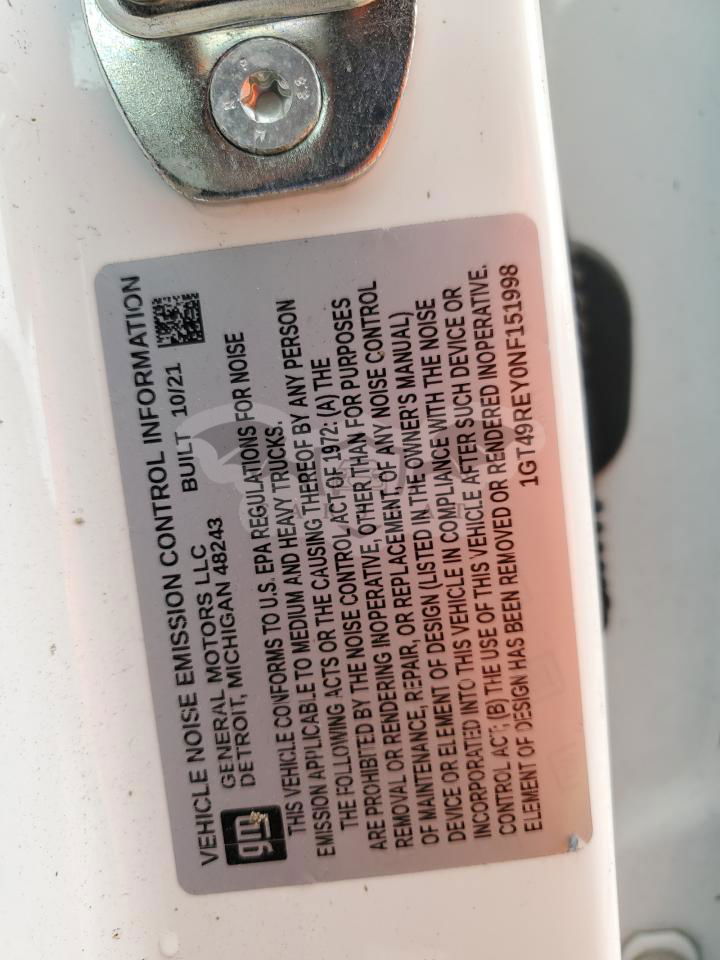 VEHICLE NOISE EMISSION CONTROL INFORMATION
GENERAL MOTORS LLC
DETROIT, MICHIGAN 48243
BUILT 10/21
gm
THIS VEHICLE CONFORMS TO U.S. EPA REGULATIONS FOR NOISE
EMISSION APPLICABLE TO MEDIUM AND HEAVY TRUCKS.
THE FOLLOWING ACTS OR THE CAUSING THEREOF BY ANY PERSON
ARE PROHIBITED BY THE NOISE CONTROL ACT OF 1972: (A) THE
REMOVAL OR RENDERING INOPERATIVE, OTHER THAN FOR PURPOSES
OF MAINTENANCE, REPAIR, OR REPLACEMENT, OF ANY NOISE CONTROL
DEVICE OR ELEMENT OF DESIGN (LISTED IN THE OWNER'S MANUAL)
INCORPORATED INTO THIS VEHICLE IN COMPLIANCE WITH THE NOISE
CONTROL ACT; (B) THE USE OF THIS VEHICLE AFTER SUCH DEVICE OR
ELEMENT OF DESIGN HAS BEEN REMOVED OR RENDERED INOPERATIVE.
1GT49REY0NF151998
8.8